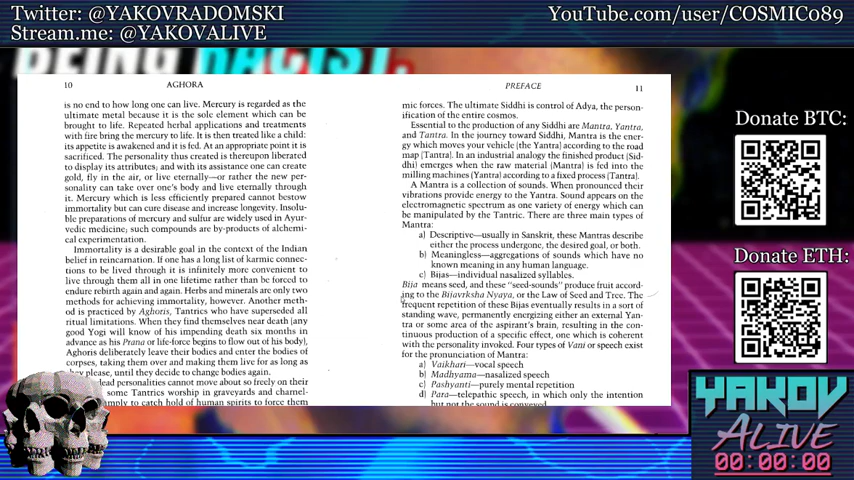 Twitter: @YAKOVRADOMSKI
Stream.me: @YAKOVALIVE
YouTube.com/user/COSMIC089
BEING RACIST.
10 AGHORA
is no end to how long one can live. Mercury is regarded as the
ultimate metal because it is the sole element which can be
brought to life. Repeated herbal applications and treatments
with fire bring the mercury to life. It is then treated like a child:
its appetite is awakened and it is fed. At an appropriate point it is
sacrificed. The personality thus created is thereupon liberated
to display its attributes; and with its assistance one can create
gold, fly in the air, or live eternally—or rather the new per-
sonality can take over one's body and live eternally through
it. Mercury which is less efficiently prepared cannot bestow
immortality but can cure disease and increase longevity. Insolu-
ble preparations of mercury and sulfur are widely used in Ayur-
vedic medicine; such compounds are by-products of alchemi-
cal experimentation.
Immortality is a desirable goal in the context of the Indian
belief in reincarnation. If one has a long list of karmic connec-
tions to be lived through it is infinitely more convenient to
live through them all in one lifetime rather than be forced to
endure rebirth again and again. Herbs and minerals are only two
methods for achieving immortality, however. Another meth-
od is practiced by Aghoris, Tantrics who have superseded all
ritual limitations. When they find themselves near death (any
good Yogi will know of his impending death six months in
advance as his Prana or life-force begins to flow out of his body),
Aghoris deliberately leave their bodies and enter the bodies of
corpses, taking them over and making them live for as long as
they please, until they decide to change bodies again.
dead personalities cannot move about so freely on their
some Tantrics worship in graveyards and charnel-
simply to catch hold of human spirits to force them
PREFACE 11
mic forces. The ultimate Siddhi is control of Adya, the person-
ification of the entire cosmos.
Essential to the production of any Siddhi are Mantra, Yantra,
and Tantra. In the journey toward Siddhi, Mantra is the ener-
gy which moves your vehicle (the Yantra) according to the road
map (Tantra). In an industrial analogy the finished product (Sid-
dhi) emerges when the raw material (Mantra) is fed into the
milling machines (Yantra) according to a fixed process (Tantra).
A Mantra is a collection of sounds. When pronounced their
vibrations provide energy to the Yantra. Sound appears on the
electromagnetic spectrum as one variety of energy which can
be manipulated by the Tantric. There are three main types of
Mantra:
a) Descriptive—usually in Sanskrit, these Mantras describe
either the process undergone, the desired goal, or both.
b) Meaningless—aggregations of sounds which have no
known meaning in any human language.
c) Bijas—individual nasalized syllables.
Bija means seed, and these "seed-sounds" produce fruit accord-
ing to the Bijavrksha Nyaya, or the Law of Seed and Tree. The
frequent repetition of these Bijas eventually results in a sort of
standing wave, permanently energizing either an external Yan-
tra or some area of the aspirant's brain, resulting in the con-
tinuous production of a specific effect, one which is coherent
with the personality invoked. Four types of Vani or speech exist
for the pronunciation of Mantra:
a) Vaikhari—vocal speech
b) Madhyama—nasalized speech
c) Pashyanti—purely mental repetition
d) Para—telepathic speech, in which only the intention
but not the sound is conveyed
Donate BTC:
Donate ETH:
YAKOV
ALIVE
00:00:00